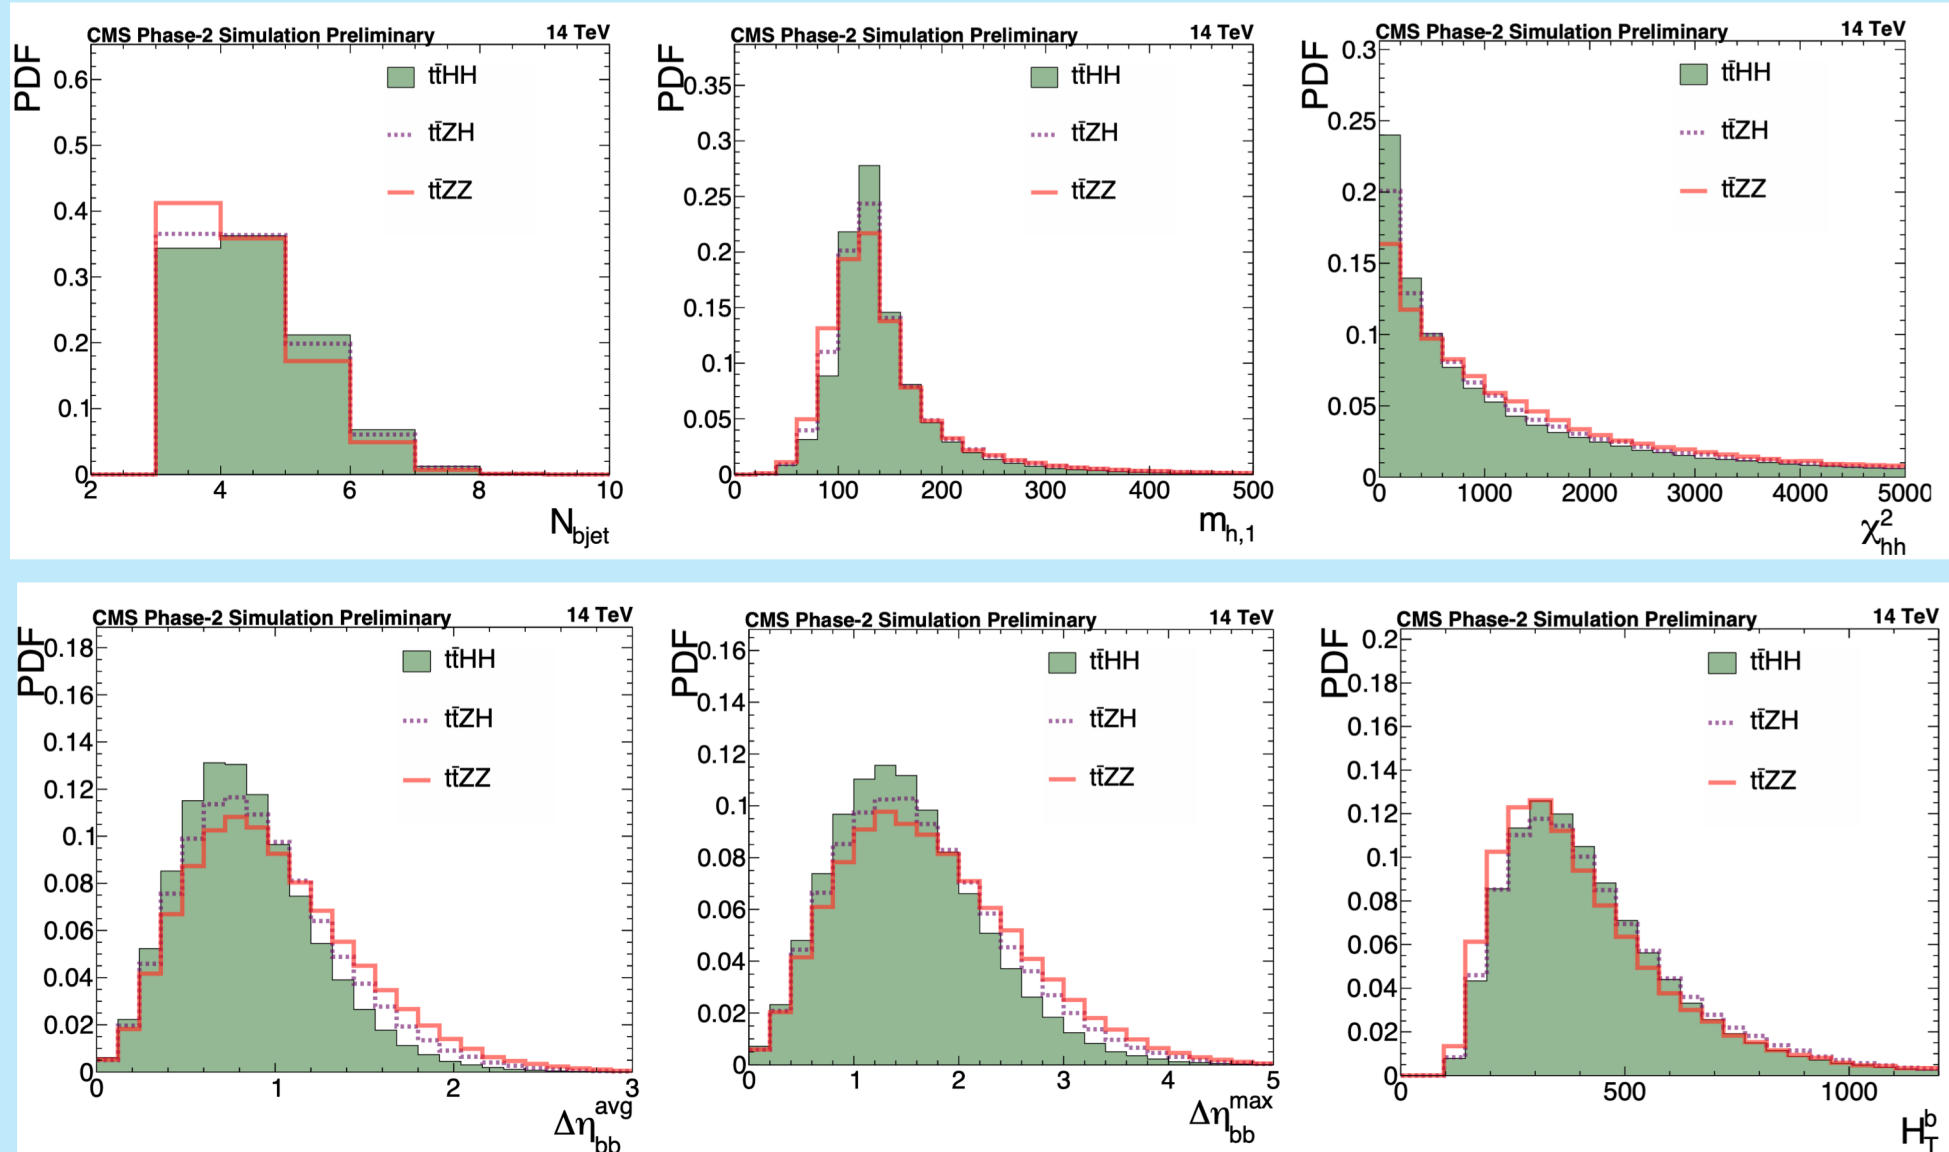 CMS Phase-2 Simulation Preliminary 14 TeV
PDF
0.6
0.5
0.4
0.3
0.2
0.1
0
tt̄HH
tt̄ZH
tt̄ZZ
2 4 6 8 10
N_bjet
CMS Phase-2 Simulation Preliminary 14 TeV
PDF
0.35
0.3
0.25
0.2
0.15
0.1
0.05
0
tt̄HH
tt̄ZH
tt̄ZZ
0 100 200 300 400 500
m_h,1
CMS Phase-2 Simulation Preliminary 14 TeV
PDF
0.3
0.25
0.2
0.15
0.1
0.05
0
tt̄HH
tt̄ZH
tt̄ZZ
0 1000 2000 3000 4000 5000
χ²_hh
CMS Phase-2 Simulation Preliminary 14 TeV
PDF
0.18
0.16
0.14
0.12
0.1
0.08
0.06
0.04
0.02
0
tt̄HH
tt̄ZH
tt̄ZZ
0 1 2 3
Δη_bb^avg
CMS Phase-2 Simulation Preliminary 14 TeV
PDF
0.16
0.14
0.12
0.1
0.08
0.06
0.04
0.02
0
tt̄HH
tt̄ZH
tt̄ZZ
0 1 2 3 4 5
Δη_bb^max
CMS Phase-2 Simulation Preliminary 14 TeV
PDF
0.2
0.18
0.16
0.14
0.12
0.1
0.08
0.06
0.04
0.02
0
tt̄HH
tt̄ZH
tt̄ZZ
0 500 1000
H_T^b